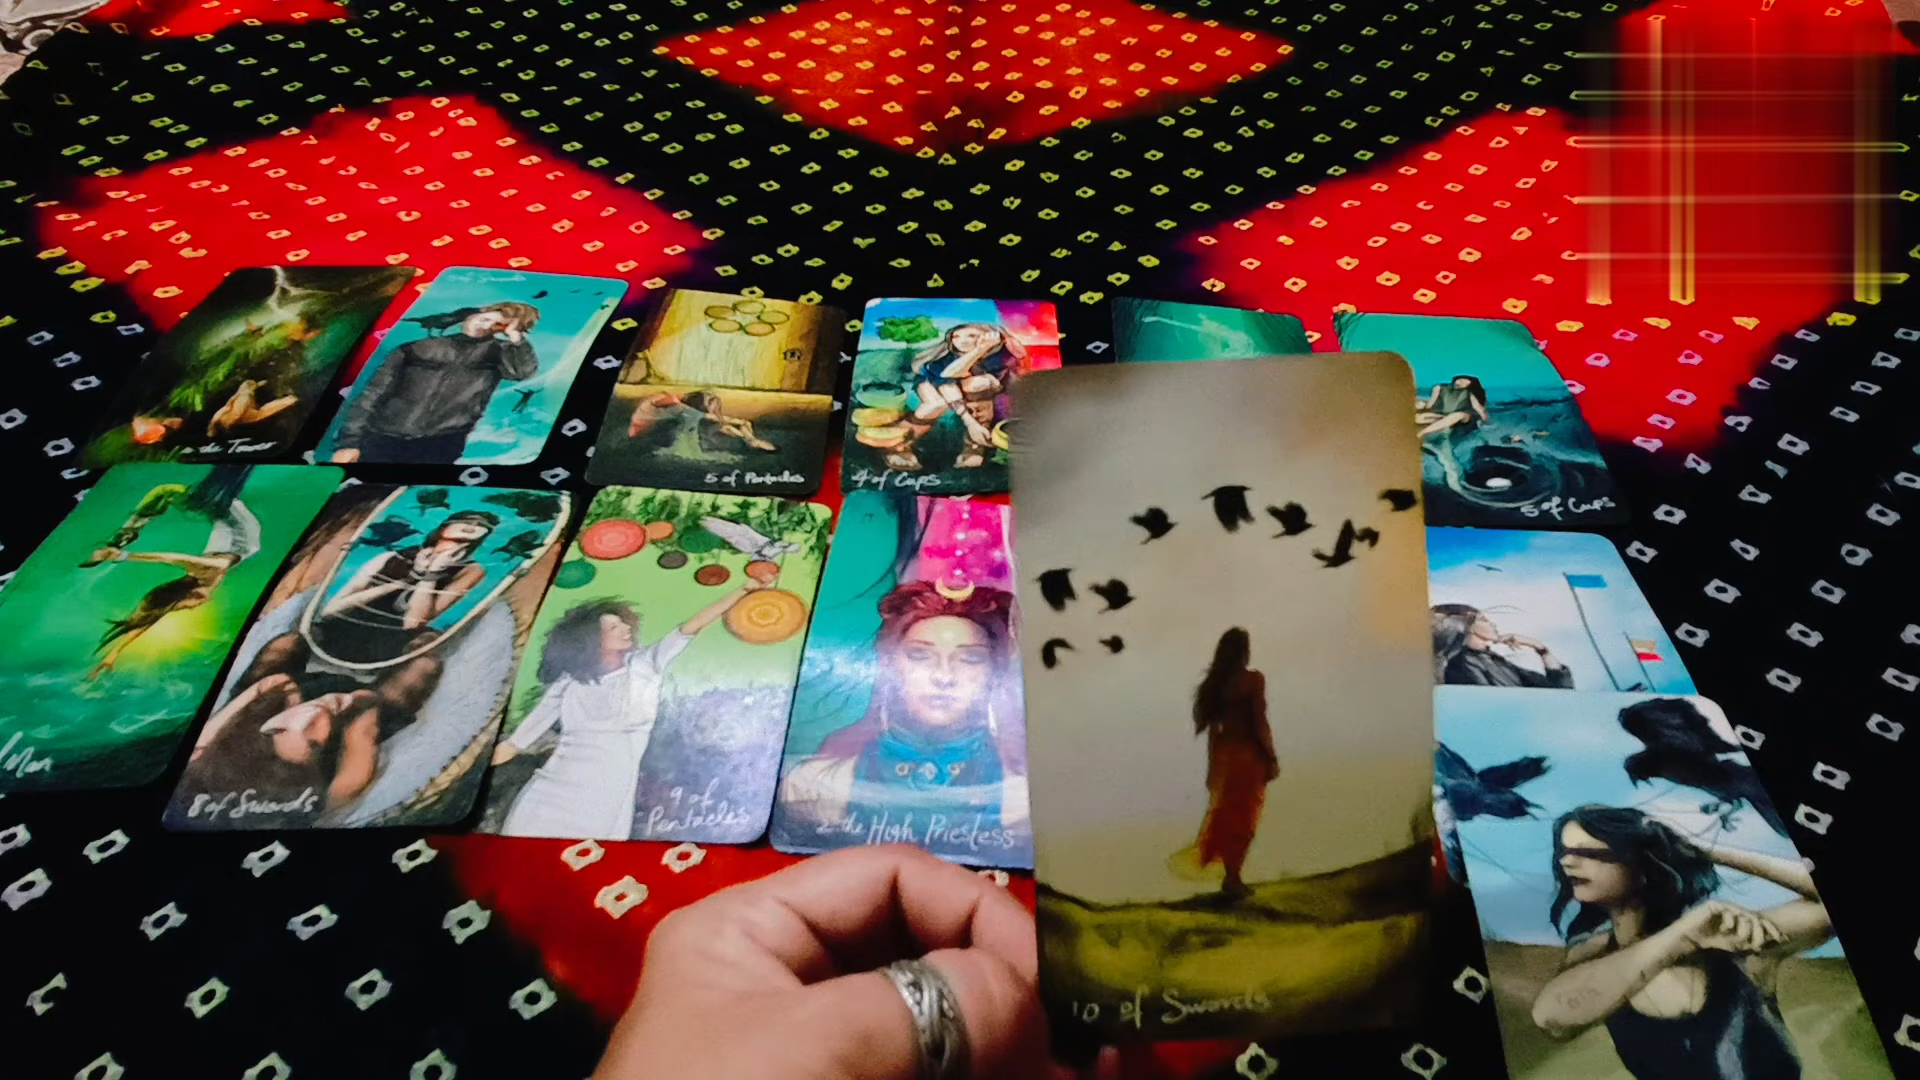 the Tower
5 of Pentacles
4 of Cups
5 of Cups
Man
8 of Swords
9 of
Pentacles
2 the High Priestess
10 of Swords